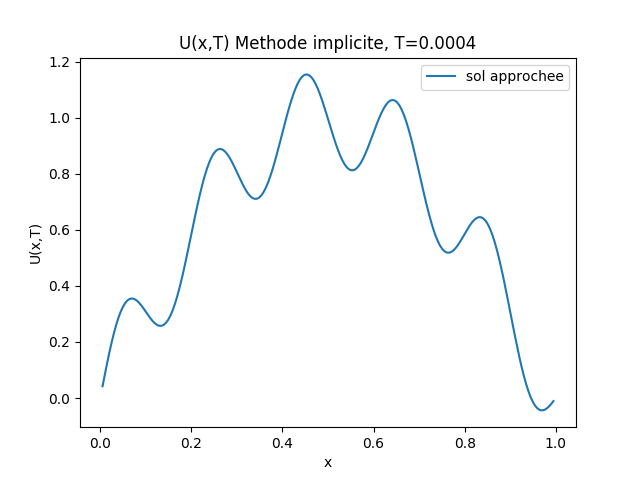 U(x,T) Methode implicite, T=0.0004
sol approchee
U(x,T)
1.2
1.0
0.8
0.6
0.4
0.2
0.0
0.0 0.2 0.4 0.6 0.8 1.0
x